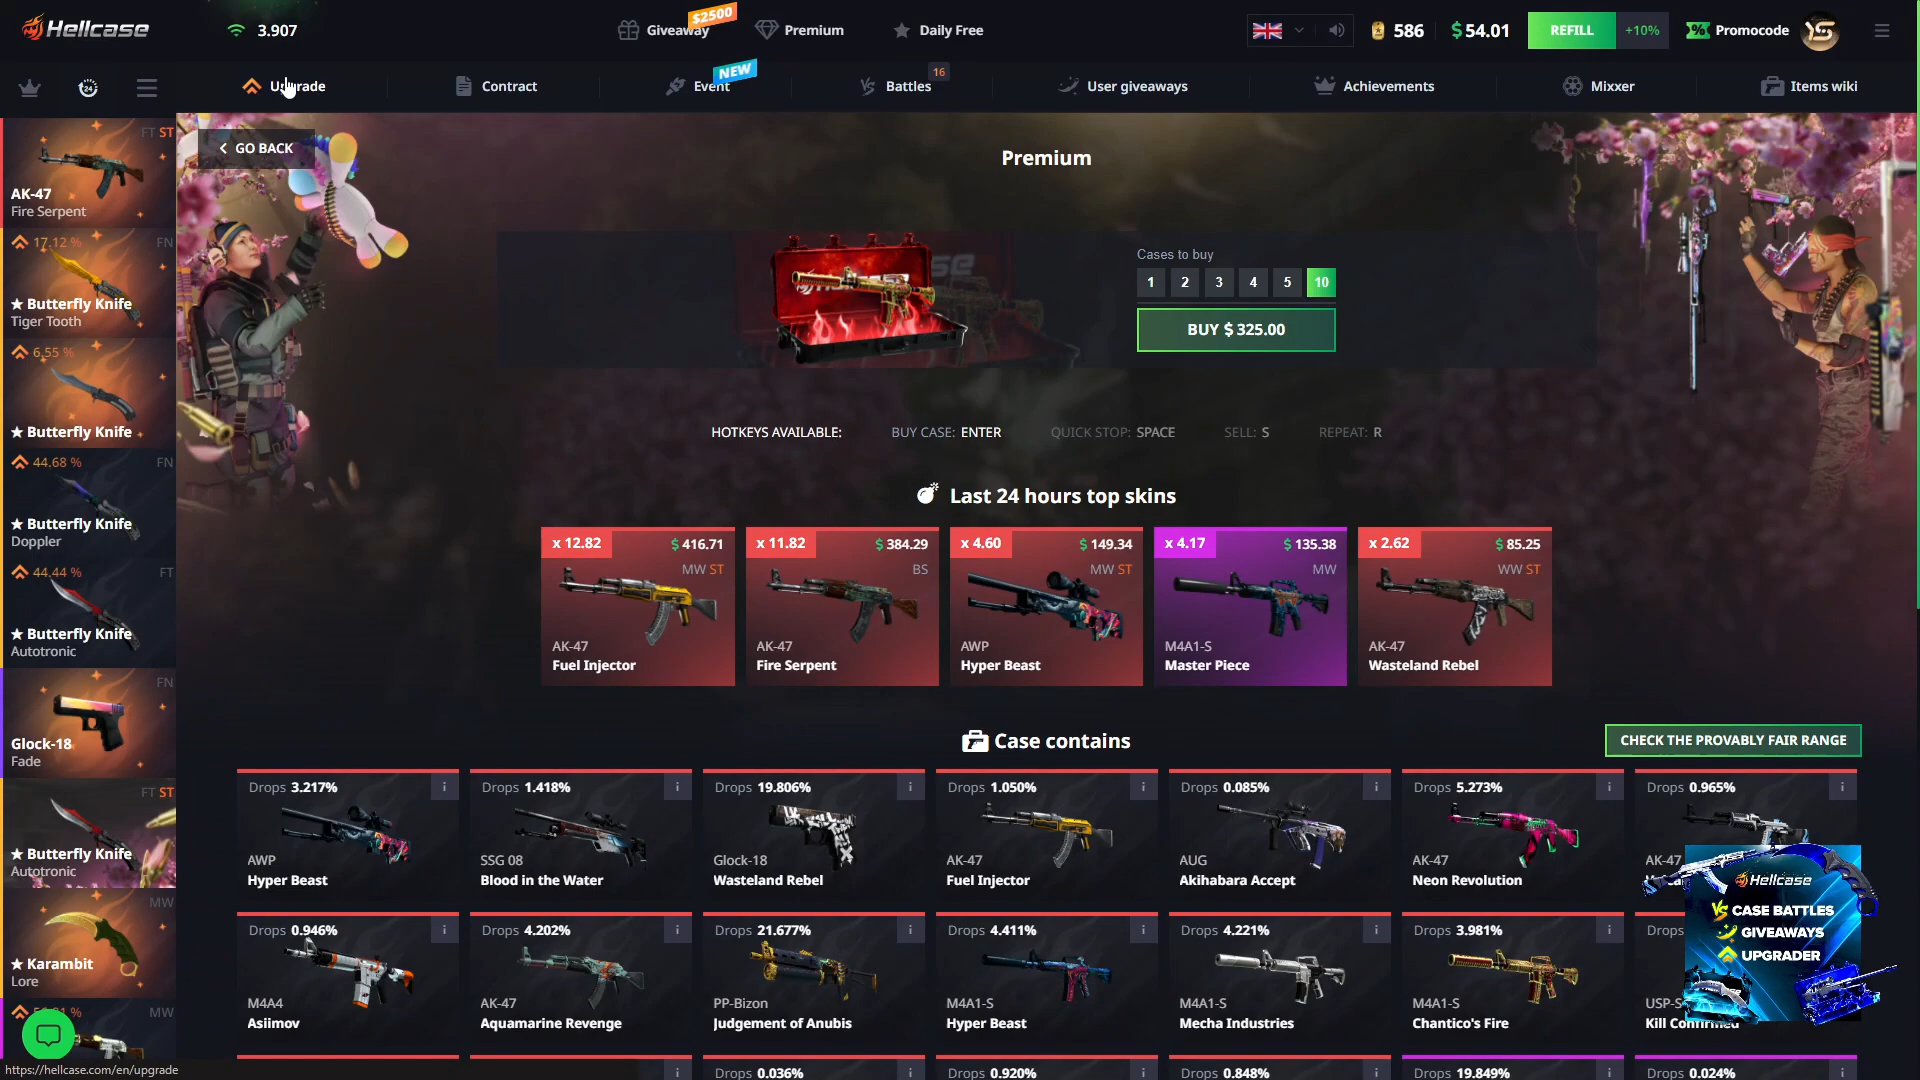 Hellcase
3.907
Giveaway
$2500
Premium
Daily Free
586
$ 54.01
REFILL
+10%
Promocode
YS
24
Upgrade
Contract
Event
NEW
Battles
16
User giveaways
Achievements
Mixxer
Items wiki
GO BACK
Premium
FT ST
AK-47
Fire Serpent
17.12 %
FN
★ Butterfly Knife
Tiger Tooth
6.55 %
★ Butterfly Knife
44.68 %
FN
★ Butterfly Knife
Doppler
44.44 %
FT
★ Butterfly Knife
Autotronic
FN
Glock-18
Fade
FT ST
★ Butterfly Knife
Autotronic
MW
★ Karambit
Lore
MW
Cases to buy
1 2 3 4 5 10
BUY $ 325.00
HOTKEYS AVAILABLE: BUY CASE: ENTER QUICK STOP: SPACE SELL: S REPEAT: R
Last 24 hours top skins
x 12.82
$ 416.71
MW ST
AK-47
Fuel Injector
x 11.82
$ 384.29
BS
AK-47
Fire Serpent
x 4.60
$ 149.34
MW ST
AWP
Hyper Beast
x 4.17
$ 135.38
MW
M4A1-S
Master Piece
x 2.62
$ 85.25
WW ST
AK-47
Wasteland Rebel
Case contains
CHECK THE PROVABLY FAIR RANGE
Drops 3.217%
i
AWP
Hyper Beast
Drops 1.418%
i
SSG 08
Blood in the Water
Drops 19.806%
i
Glock-18
Wasteland Rebel
Drops 1.050%
i
AK-47
Fuel Injector
Drops 0.085%
i
AUG
Akihabara Accept
Drops 5.273%
i
AK-47
Neon Revolution
Drops 0.965%
i
AK-47
Drops 0.946%
i
M4A4
Asiimov
Drops 4.202%
i
AK-47
Aquamarine Revenge
Drops 21.677%
i
PP-Bizon
Judgement of Anubis
Drops 4.411%
i
M4A1-S
Hyper Beast
Drops 4.221%
i
M4A1-S
Mecha Industries
Drops 3.981%
i
M4A1-S
Chantico's Fire
Drops
USP-S
Kill Confirmed
Hellcase
VS CASE BATTLES
GIVEAWAYS
UPGRADER
i
Drops 0.036%
i
Drops 0.920%
i
Drops 0.848%
i
Drops 19.849%
i
Drops 0.024%
i
https://hellcase.com/en/upgrade